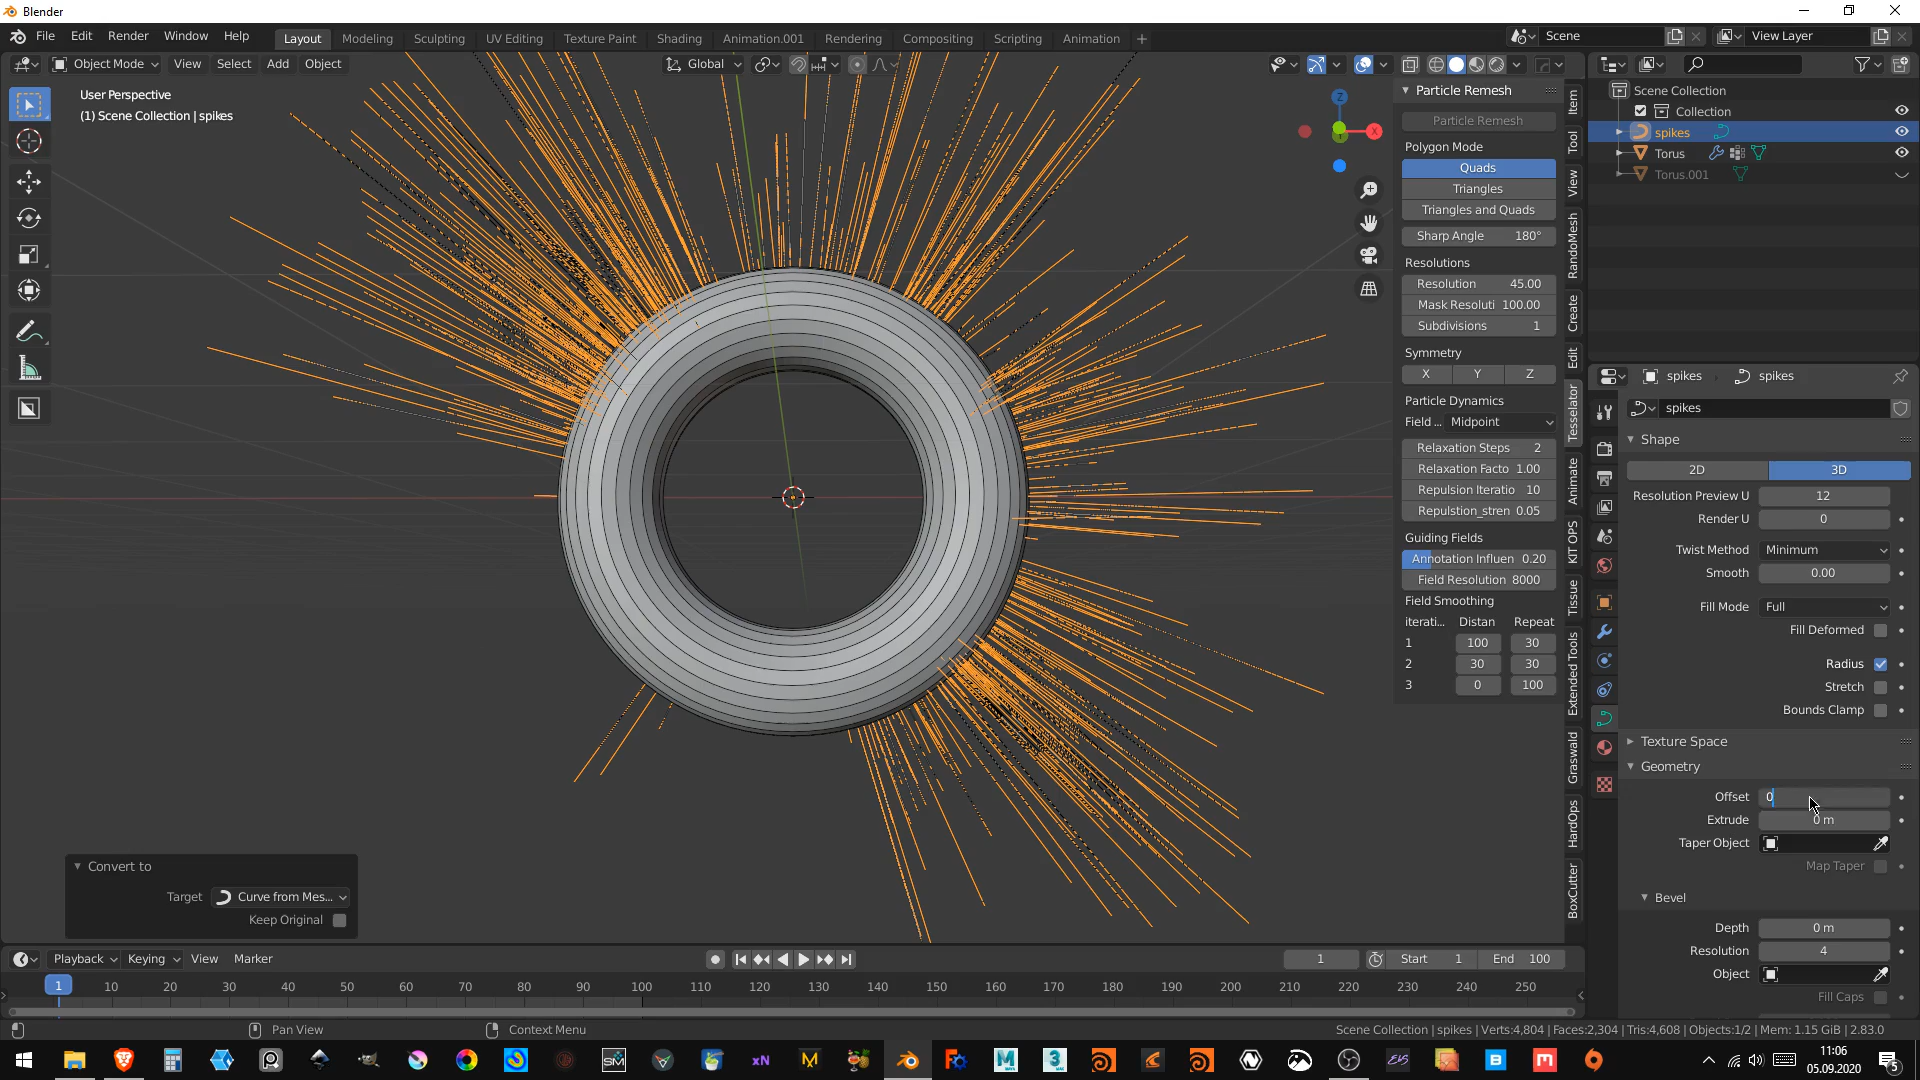 Blender
File Edit Render Window Help
Layout Modeling Sculpting UV Editing Texture Paint Shading Animation.001 Rendering Compositing Scripting Animation +
Scene
View Layer
Object Mode View Select Add Object
Global
User Perspective
(1) Scene Collection | spikes
Z
X
Y
Particle Remesh
Particle Remesh
Polygon Mode
Quads
Triangles
Triangles and Quads
Sharp Angle 180°
Resolutions
Resolution 45.00
Mask Resoluti 100.00
Subdivisions 1
Symmetry
X Y Z
Particle Dynamics
Field ... Midpoint
Relaxation Steps 2
Relaxation Facto 1.00
Repulsion Iteratio 10
Repulstion_stren 0.05
Guiding Fields
Annotation Influen 0.20
Field Resolution 8000
Field Smoothing
iterati... Distan Repeat
1 100 30
2 30 30
3 0 100
Item
Tool
View
RandoMesh
Create
Edit
Tesselator
Animate
KIT OPS
Tissue
Extended Tools
Graswald
HardOps
BoxCutter
Scene Collection
Collection
spikes
Torus
Torus.001
spikes spikes
spikes
Shape
2D 3D
Resolution Preview U 12
Render U 0
Twist Method Minimum
Smooth 0.00
Fill Mode Full
Fill Deformed
Radius
Stretch
Bounds Clamp
Texture Space
Geometry
Offset 0
Extrude 0 m
Taper Object
Map Taper
Bevel
Depth 0 m
Resolution 4
Object
Fill Caps
Convert to
Target Curve from Mes...
Keep Original
Playback Keying View Marker
1 Start 1 End 100
1 10 20 30 40 50 60 70 80 90 100 110 120 130 140 150 160 170 180 190 200 210 220 230 240 250
Pan View
Context Menu
Scene Collection | spikes | Verts:4,804 | Faces:2,304 | Tris:4,608 | Objects:1/2 | Mem: 1.15 GiB | 2.83.0
11:06
05.09.2020
5